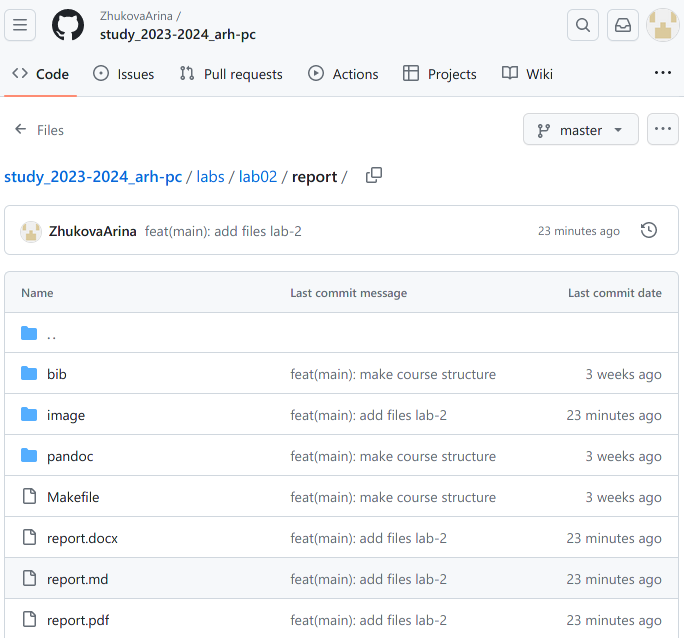 ZhukovaArina /
study_2023-2024_arh-pc
Code Issues Pull requests Actions Projects Wiki
Files master
study_2023-2024_arh-pc / labs / lab02 / report /
ZhukovaArina feat(main): add files lab-2 23 minutes ago
Name Last commit message Last commit date
..
bib feat(main): make course structure 3 weeks ago
image feat(main): add files lab-2 23 minutes ago
pandoc feat(main): make course structure 3 weeks ago
Makefile feat(main): make course structure 3 weeks ago
report.docx feat(main): add files lab-2 23 minutes ago
report.md feat(main): add files lab-2 23 minutes ago
report.pdf feat(main): add files lab-2 23 minutes ago